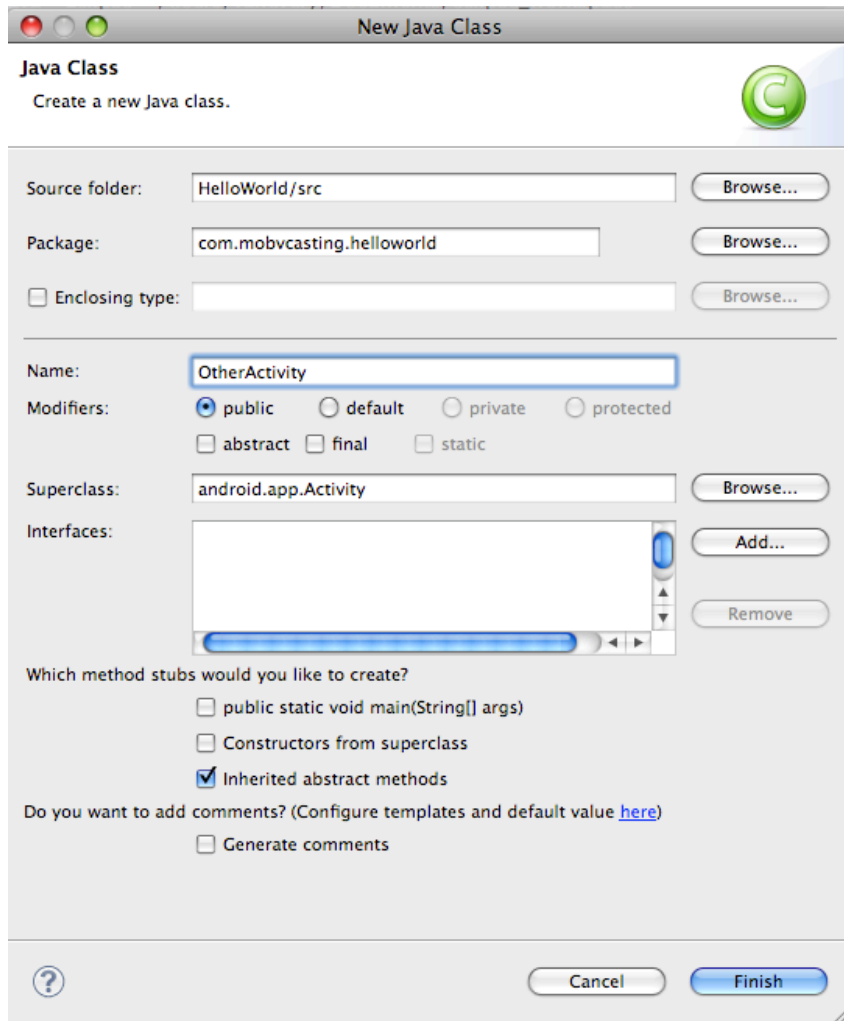 New Java Class
Java Class
Create a new Java class.
Source folder: HelloWorld/src Browse...
Package: com.mobvcasting.helloworld Browse...
Enclosing type: Browse...
Name: OtherActivity
Modifiers: public default private protected
abstract final static
Superclass: android.app.Activity Browse...
Interfaces: Add...
Remove
Which method stubs would you like to create?
public static void main(String[] args)
Constructors from superclass
Inherited abstract methods
Do you want to add comments? (Configure templates and default value here)
Generate comments
? Cancel Finish